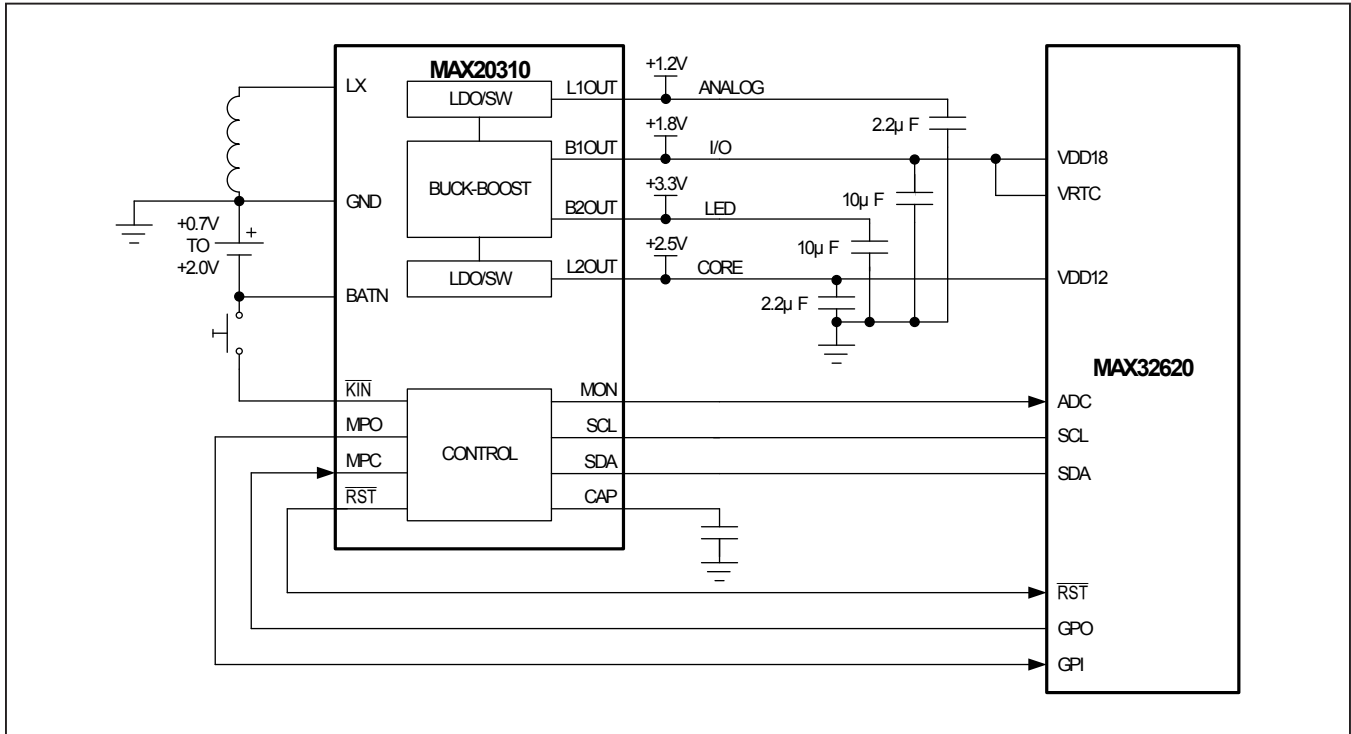 MAX20310
LX
GND
+0.7V
TO
+2.0V
+
BATN
KIN
MPO
MPC
RST
LDO/SW
BUCK-BOOST
LDO/SW
CONTROL
L1OUT
B1OUT
B2OUT
L2OUT
MON
SCL
SDA
CAP
+1.2V
ANALOG
+1.8V
I/O
+3.3V
LED
+2.5V
CORE
2.2µ F
10µ F
10µ F
2.2µ F
MAX32620
VDD18
VRTC
VDD12
ADC
SCL
SDA
RST
GPO
GPI